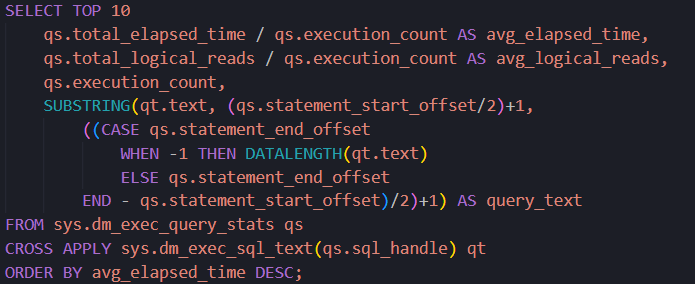 SELECT TOP 10
    qs.total_elapsed_time / qs.execution_count AS avg_elapsed_time,
    qs.total_logical_reads / qs.execution_count AS avg_logical_reads,
    qs.execution_count,
    SUBSTRING(qt.text, (qs.statement_start_offset/2)+1,
        ((CASE qs.statement_end_offset
            WHEN -1 THEN DATALENGTH(qt.text)
            ELSE qs.statement_end_offset
        END - qs.statement_start_offset)/2)+1) AS query_text
FROM sys.dm_exec_query_stats qs
CROSS APPLY sys.dm_exec_sql_text(qs.sql_handle) qt
ORDER BY avg_elapsed_time DESC;